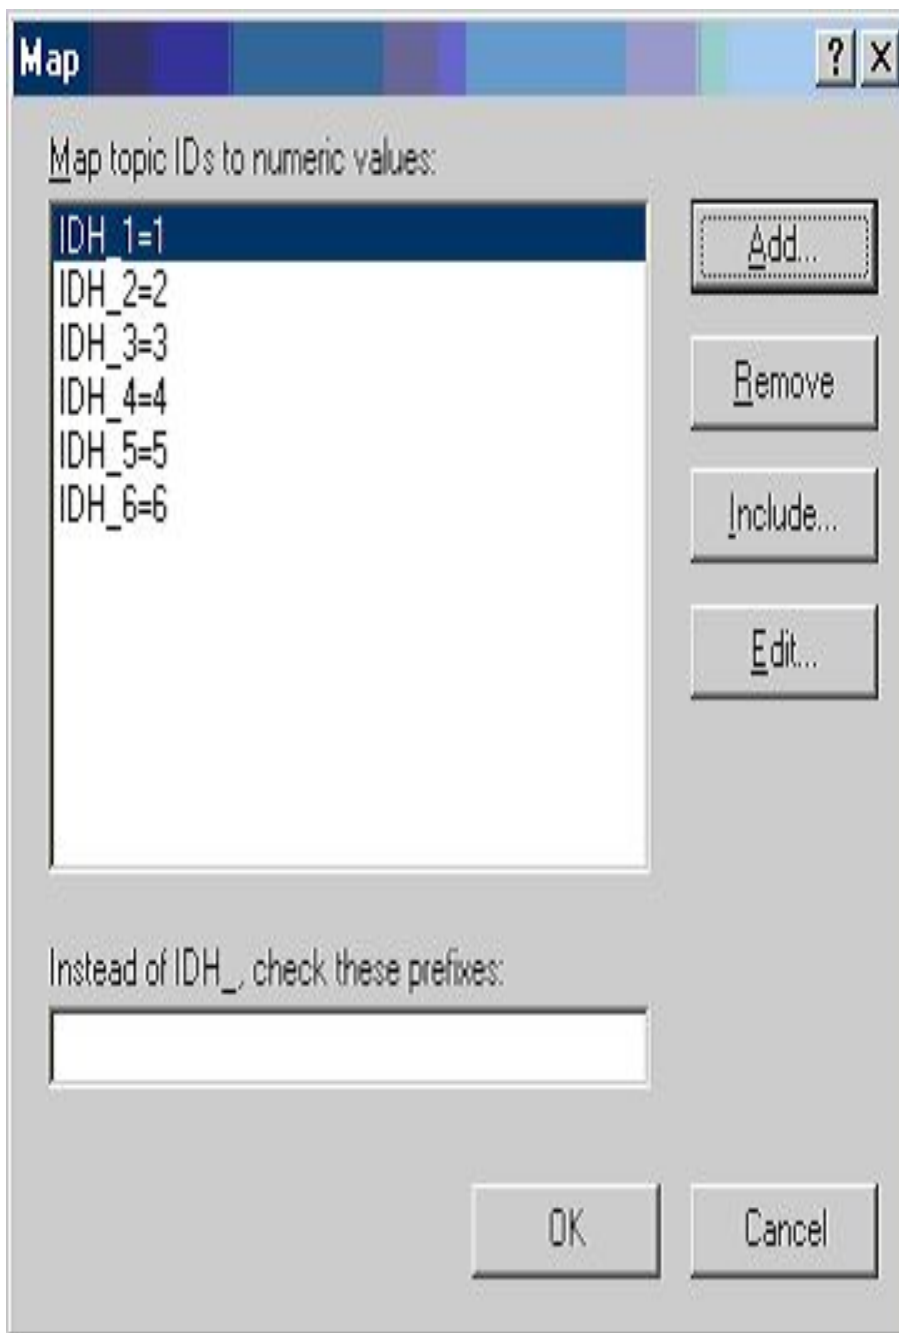 Map
? X
Map topic IDs to numeric values:
IDH_1=1
IDH_2=2
IDH_3=3
IDH_4=4
IDH_5=5
IDH_6=6
Add...
Remove
Include...
Edit...
Instead of IDH_, check these prefixes:
OK
Cancel